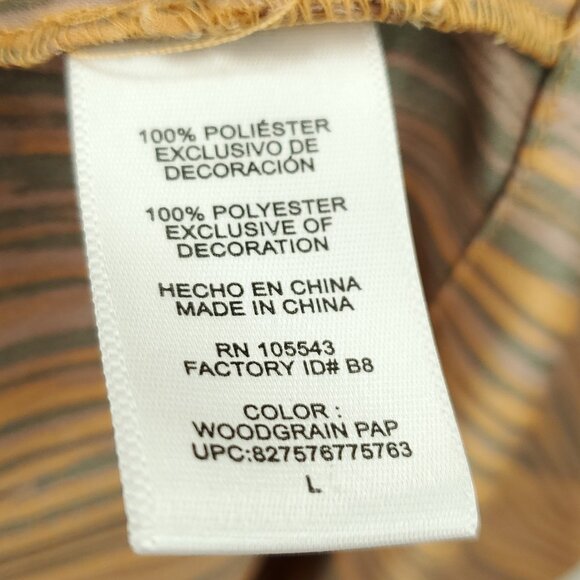 100% POLIÉSTER
EXCLUSIVO DE
DECORACIÓN
100% POLYESTER
EXCLUSIVE OF
DECORATION
HECHO EN CHINA
MADE IN CHINA
RN 105543
FACTORY ID# B8
COLOR :
WOODGRAIN PAP
UPC:827576775763
L